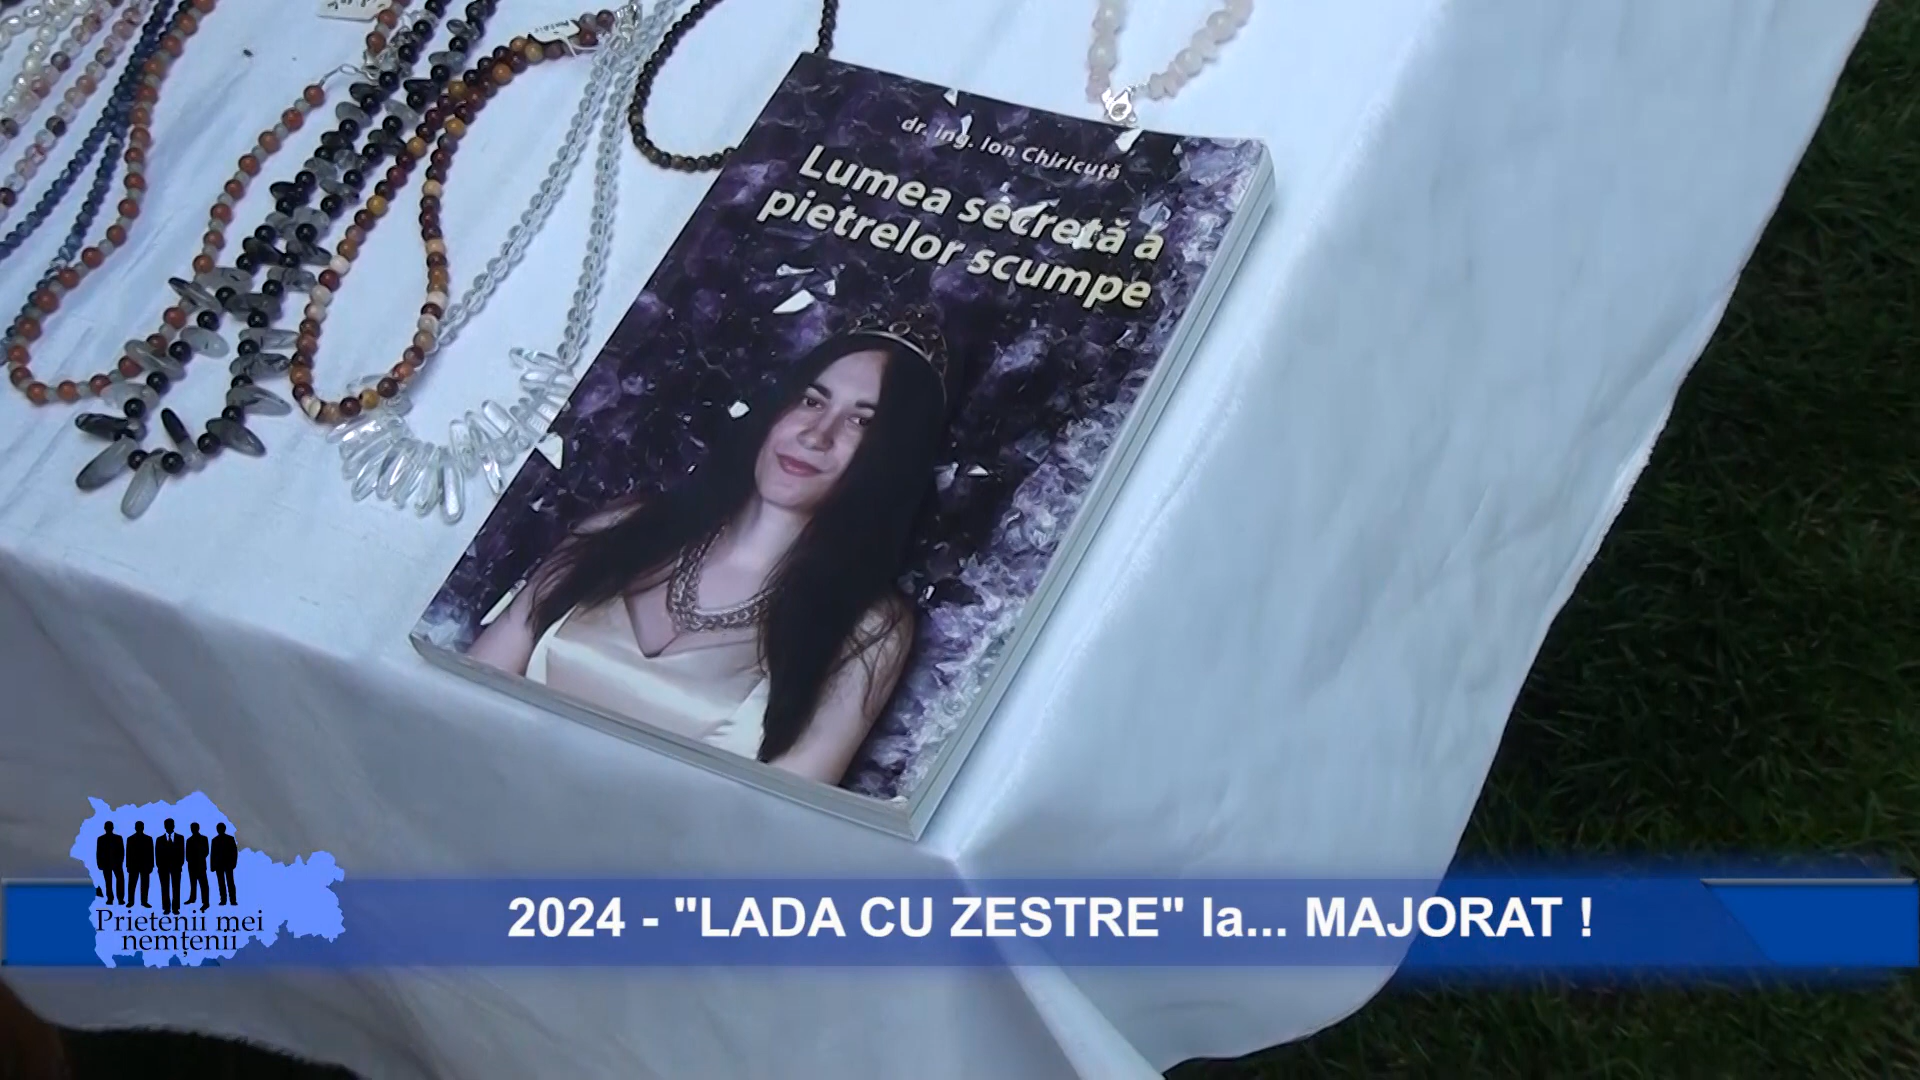 dr. ing. Ion Chiricuță
Lumea secretă a
pietrelor scumpe
2024 - "LADA CU ZESTRE" la... MAJORAT !
Prietenii mei
nemțenii